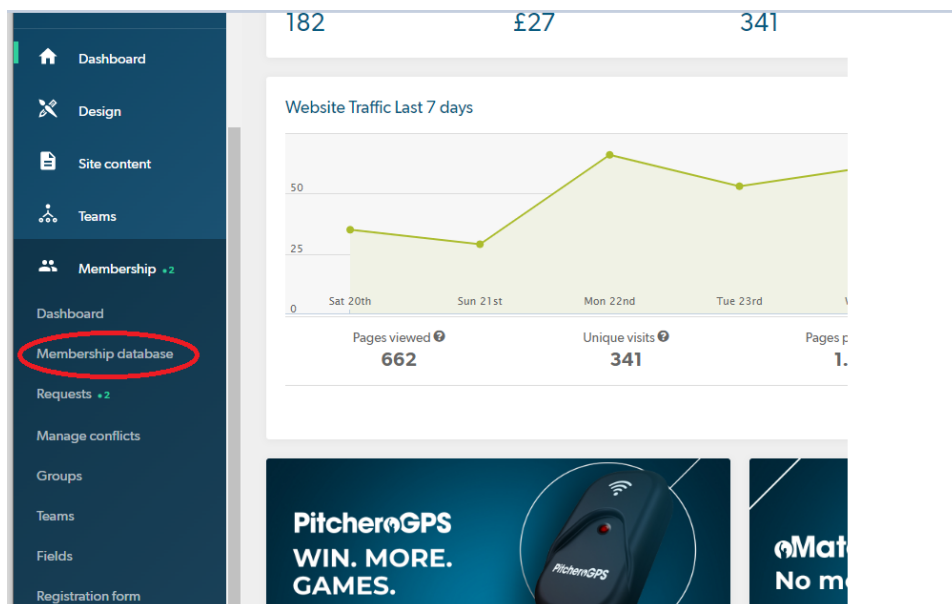 182 £27 341
Dashboard
Design
Site content
Teams
Membership •2
Dashboard
Membership database
Requests •2
Manage conflicts
Groups
Teams
Fields
Registration form
Website Traffic Last 7 days
50
25
0
Sat 20th Sun 21st Mon 22nd Tue 23rd
Pages viewed Unique visits Pages
662 341 1.
PitcheroGPS
WIN. MORE.
GAMES.
PitcheroGPS
No